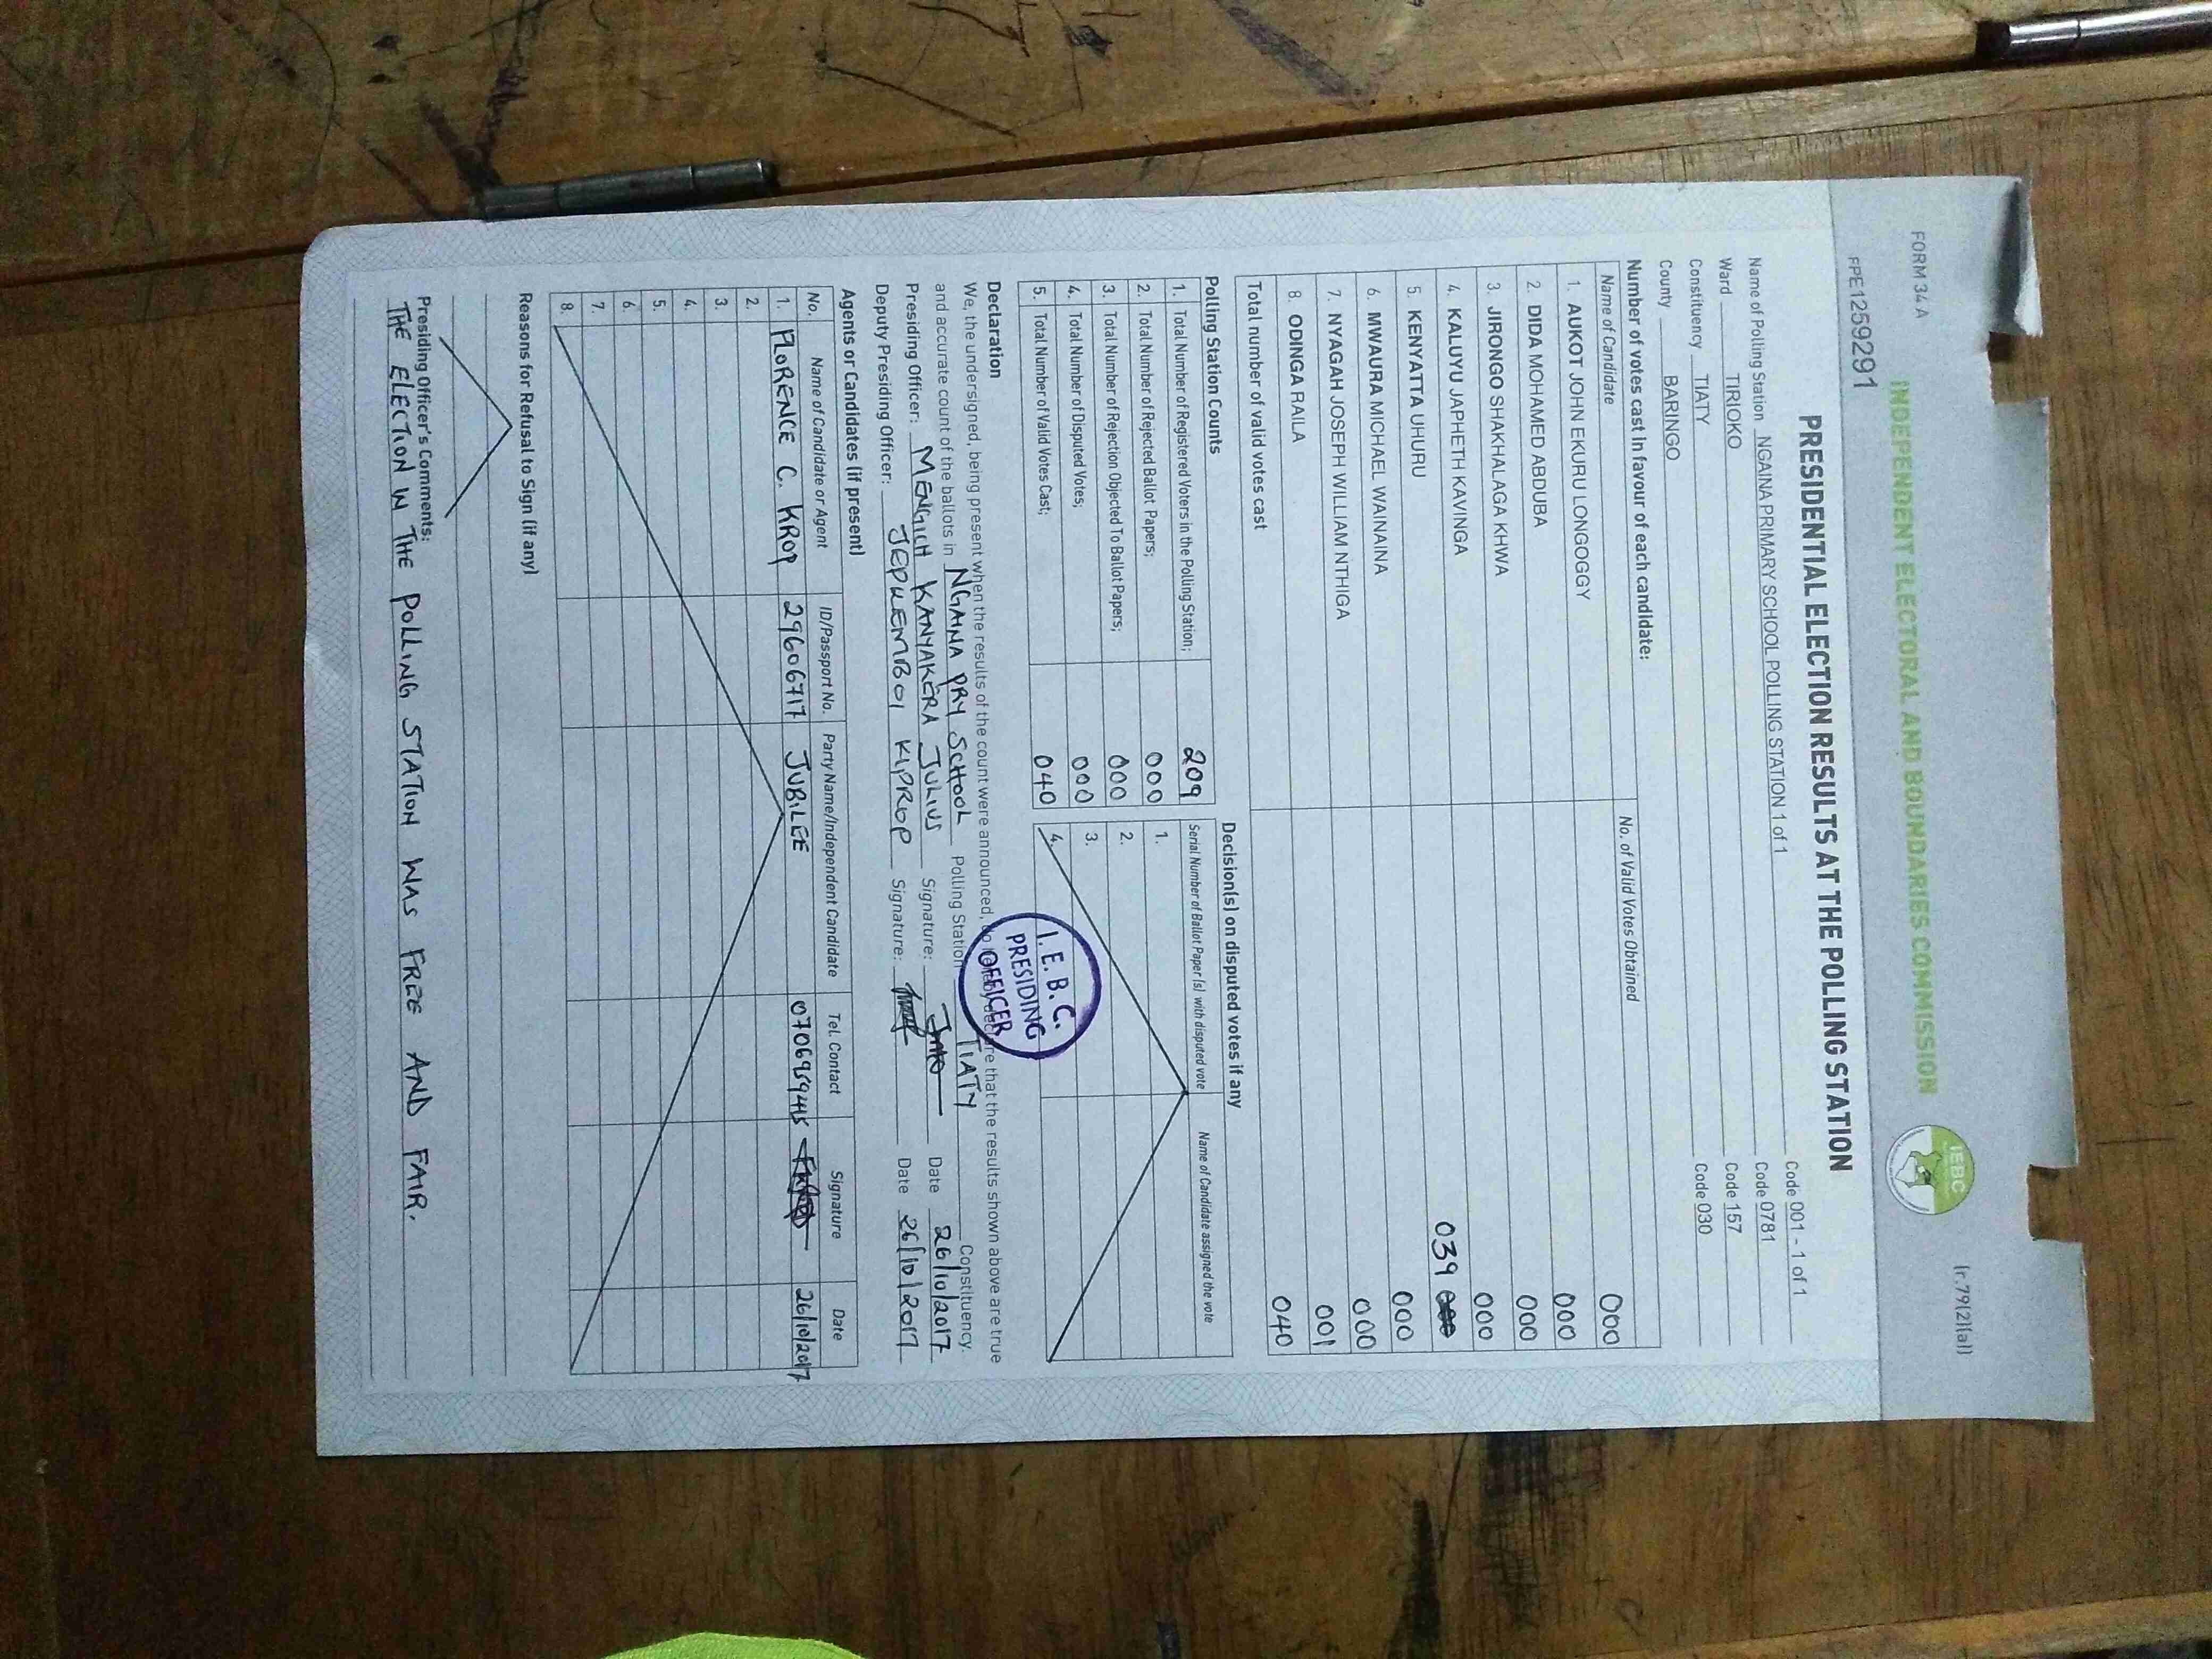 FORM 34 A
(r.79(2)(a))
INDEPENDENT ELECTORAL AND BOUNDARIES COMMISSION
IEBC
FPE1259291
PRESIDENTIAL ELECTION RESULTS AT THE POLLING STATION
Name of Polling Station NGAINA PRIMARY SCHOOL POLLING STATION 1 of 1 Code 001 - 1 of 1
Ward TIRIOKO Code 0781
Constituency TIATY Code 157
County BARINGO Code 030
Number of votes cast in favour of each candidate:
Name of Candidate No. of Valid Votes Obtained
1. AUKOT JOHN EKURU LONGOGGY 000
2. DIDA MOHAMED ABDUBA 000
3. JIRONGO SHAKHALAGA KHWA 000
4. KALUYU JAPHETH KAVINGA 000
5. KENYATTA UHURU 039
6. MWAURA MICHAEL WAINAINA 000
7. NYAGAH JOSEPH WILLIAM NTHIGA 000
8. ODINGA RAILA 001
Total number of valid votes cast 040
Polling Station Counts
1. Total Number of Registered Voters in the Polling Station; 209
2. Total Number of Rejected Ballot Papers; 000
3. Total Number of Rejection Objected To Ballot Papers; 000
4. Total Number of Disputed Votes; 000
5. Total Number of Valid Votes Cast; 040
Decision(s) on disputed votes if any
Serial Number of Ballot Paper (s) with disputed vote Name of Candidate assigned the vote
1.
2.
3.
4.
I.E.B.C.
PRESIDING
OFFICER
Declaration
We, the undersigned, being present when the results of the count were announced, do hereby declare that the results shown above are true
and accurate count of the ballots in NGAINA PRY SCHOOL Polling Station TIATY Constituency.
Presiding Officer: MENGICH KANYAKERA JULIUS Signature: Date 26/10/2017
Deputy Presiding Officer: JEPKEMBOI KIPROP Signature: Date 26/10/2017
Agents or Candidates (if present)
No. Name of Candidate or Agent ID/Passport No. Party Name/Independent Candidate Tel. Contact Signature Date
1. FLORENCE C. KROP 29606717 JUBILEE 0706959445 26/10/2017
2.
3.
4.
5.
6.
7.
8.
Reasons for Refusal to Sign (if any)
Presiding Officer's Comments:
THE ELECTION IN THE POLLING STATION WAS FREE AND FAIR.